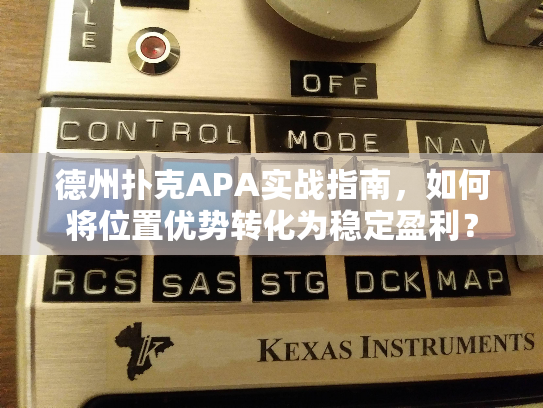 YLE
OFF
CONTROL MODE NAV
德州扑克APA实战指南，如何
将位置优势转化为稳定盈利？
RCS SAS STG DCK MAP
K
KEXAS INSTRUMENTS